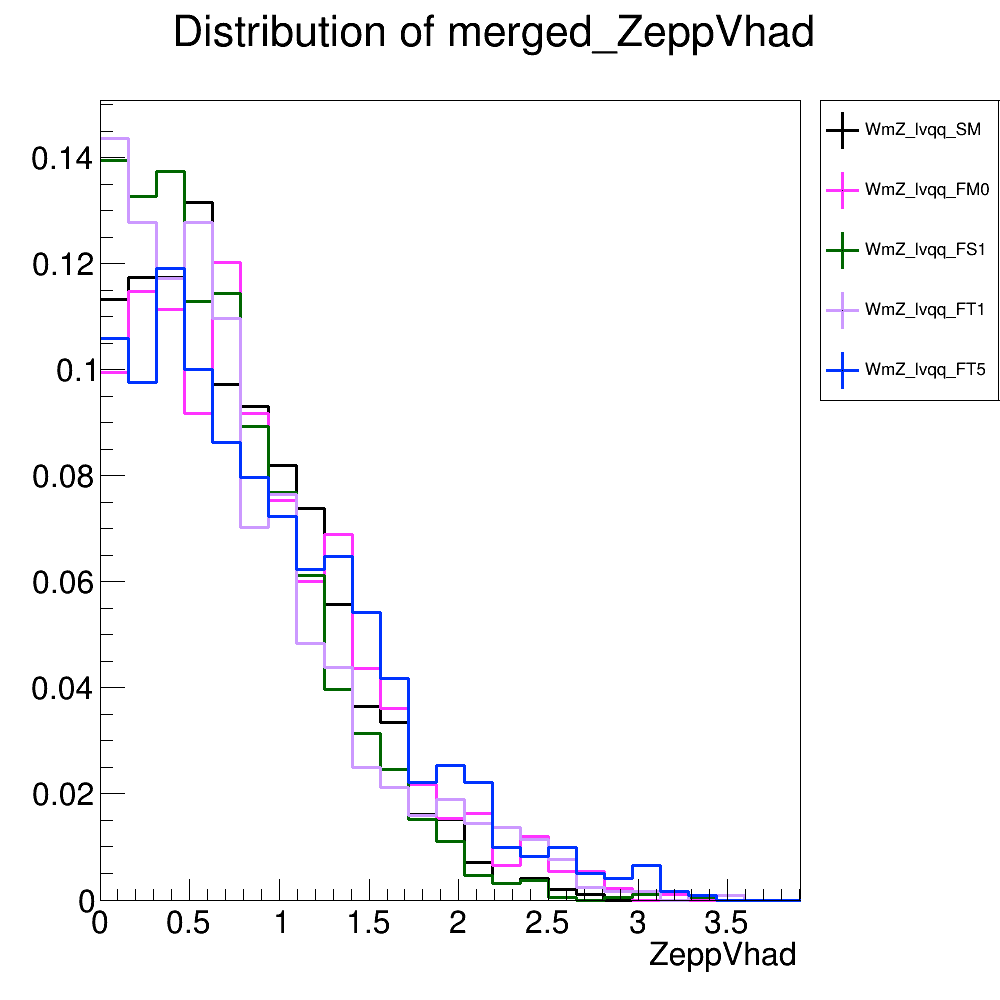 Distribution of merged_ZeppVhad
WmZ_lvqq_SM
WmZ_lvqq_FM0
WmZ_lvqq_FS1
WmZ_lvqq_FT1
WmZ_lvqq_FT5
0.14
0.12
0.1
0.08
0.06
0.04
0.02
0
0 0.5 1 1.5 2 2.5 3 3.5
ZeppVhad